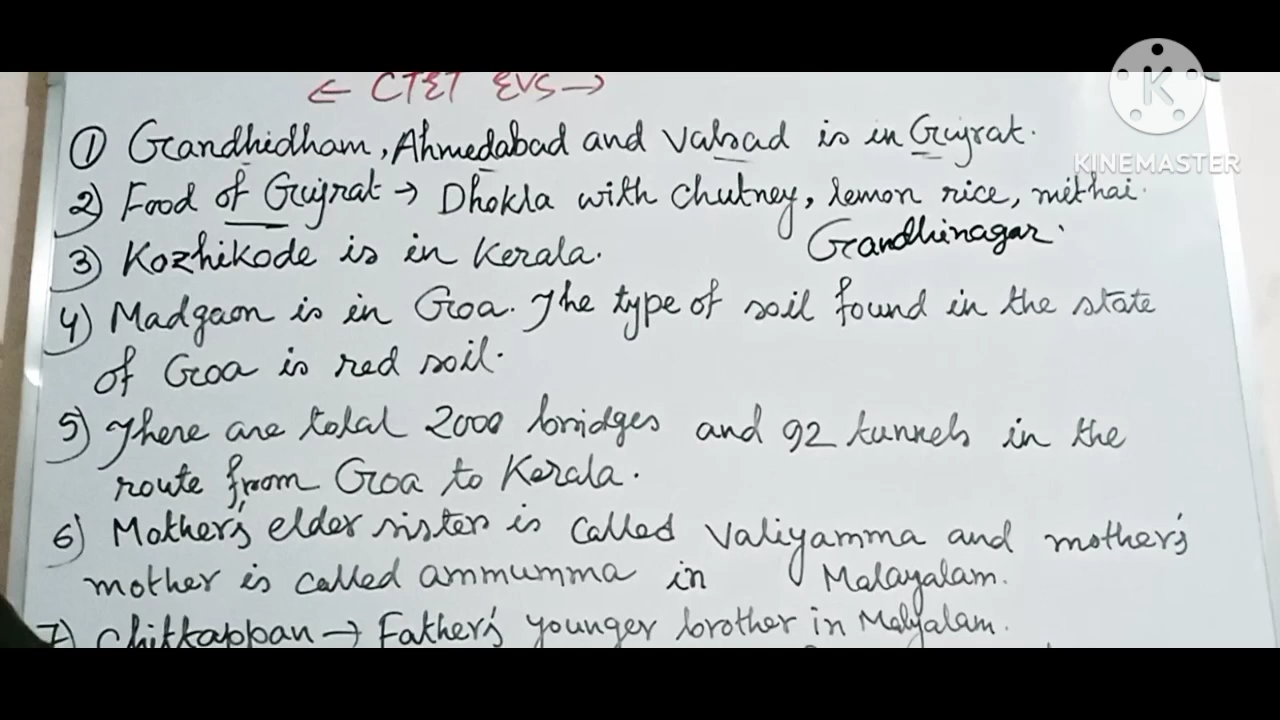 ← CTET EVS →
K
KINEMASTER
① Gandhidham, Ahmedabad and Valsad is in Gujrat.
2) Food of Gujrat → Dhokla with chutney, lemon rice, mithai.
Gandhinagar.
3) Kozhikode is in Kerala.
4) Madgaon is in Goa. The type of soil found in the state
of Goa is red soil.
5) There are total 2000 bridges and 92 tunnels in the
route from Goa to Kerala.
6) Mother's elder sister is called Valiyamma and mother's
mother is called ammumma in Malayalam.
7) Chittappan → Father's younger brother in Malyalam.